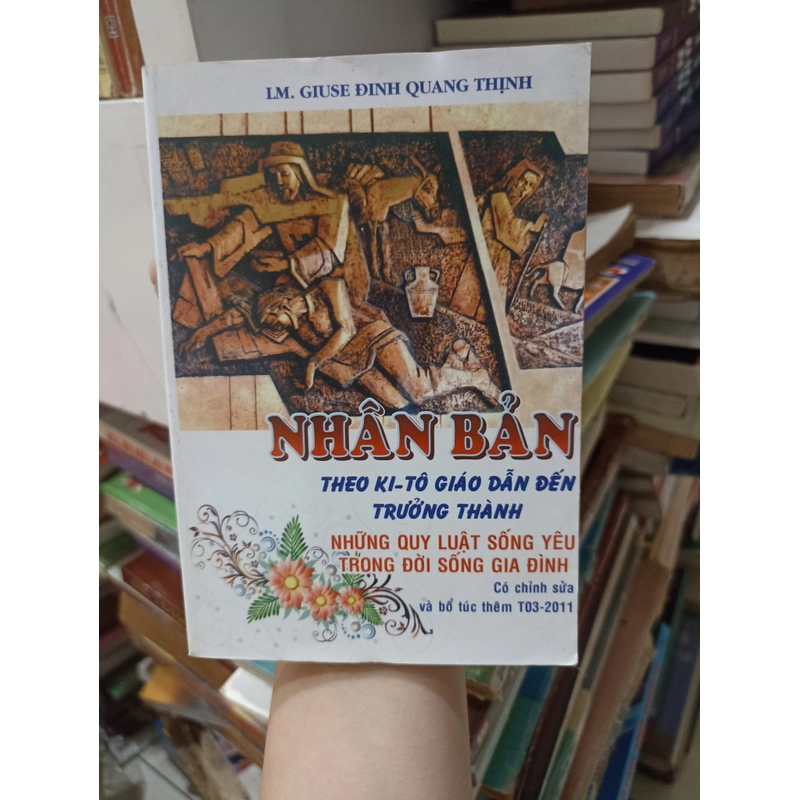 LM. GIUSE ĐINH QUANG THỊNH
NHÂN BẢN
THEO KI-TÔ GIÁO DẪN ĐẾN
TRƯỞNG THÀNH
NHỮNG QUY LUẬT SỐNG YÊU
TRONG ĐỜI SỐNG GIA ĐÌNH
Có chỉnh sửa
và bổ túc thêm T03-2011